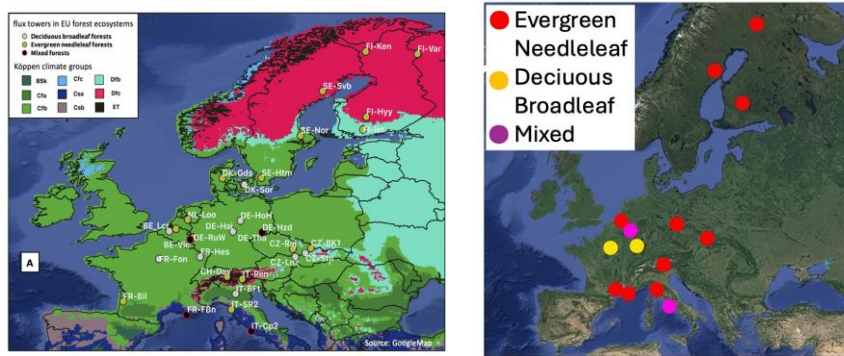 flux towers in EU forest ecosystems
Deciduous broadleaf forests
Evergreen needleleaf forests
Mixed forests
Köppen climate groups
BSk Cfc Dfb
Cfa Csa Dfc
Cfb Csb ET
FI-Ken
FI-Var
SE-Svb
FI-Hyy
FI-Let
SE-Nor
DK-Gds
SE-Htm
DK-Sor
NL-Loo
DE-HoH
BE_Lcr
DE-Hai
DE-Hzd
DE-RuW
DE-Tha
BE-Vie
CZ-Raj
CZ-BK1
FR-Hes
CZ-Stn
FR-Fon
CZ-Lnz
CH-Dav
IT-Ren
IT-BFt
FR-Bil
IT-SR2
FR-FBn
IT-Cp2
A
Source: GoogleMap
Evergreen
Needleleaf
Deciuous
Broadleaf
Mixed